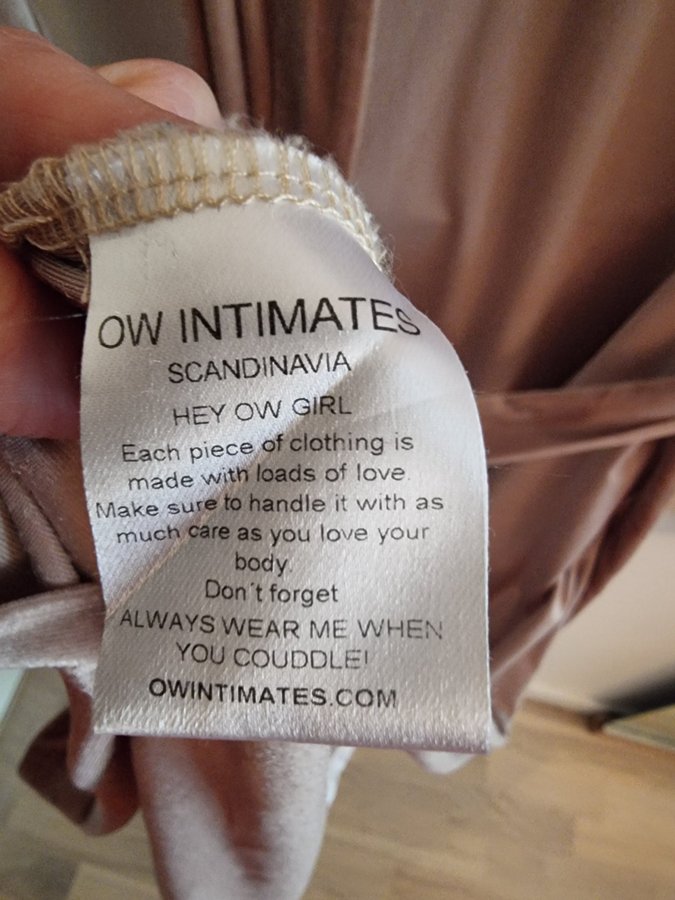 OW INTIMATES
SCANDINAVIA
HEY OW GIRL
Each piece of clothing is
made with loads of love.
Make sure to handle it with as
much care as you love your
body.
Don´t forget
ALWAYS WEAR ME WHEN
YOU COUDDLE!
OWINTIMATES.COM